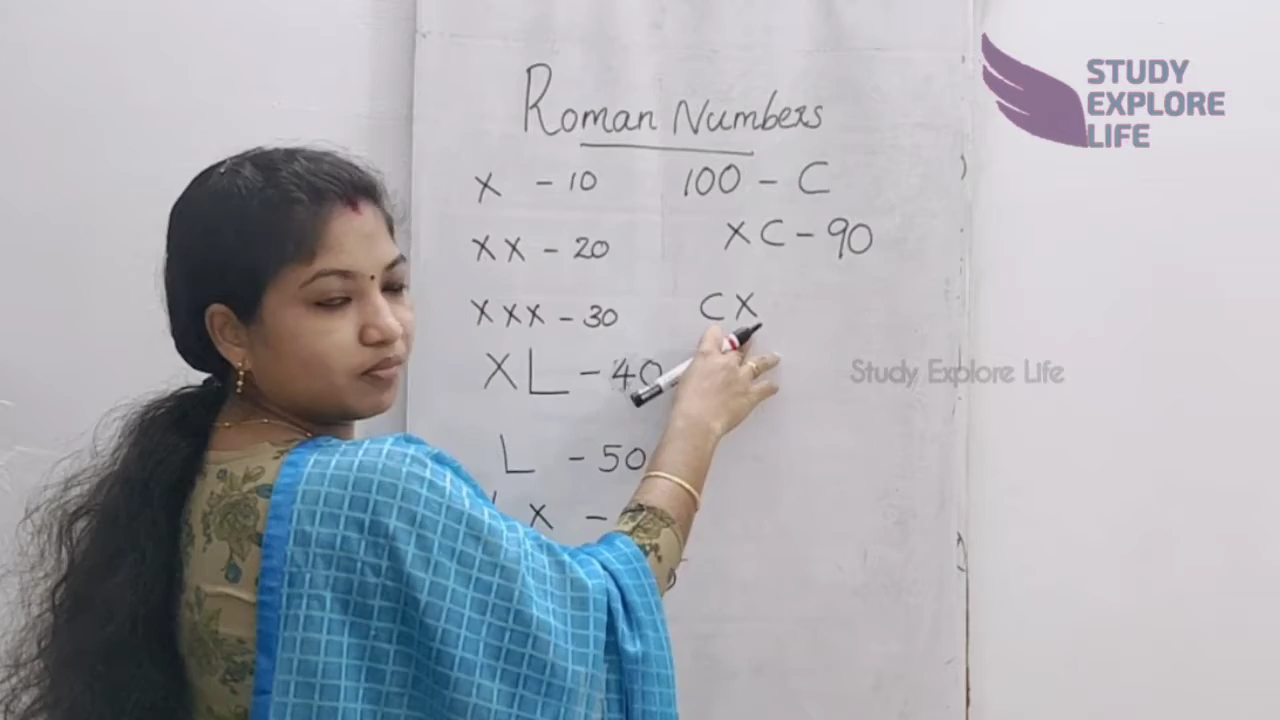 Roman Numbers
X - 10
XX - 20
XXX - 30
XL - 40
L - 50
X -
100 - C
XC - 90
CX
STUDY
EXPLORE
LIFE
Study Explore Life